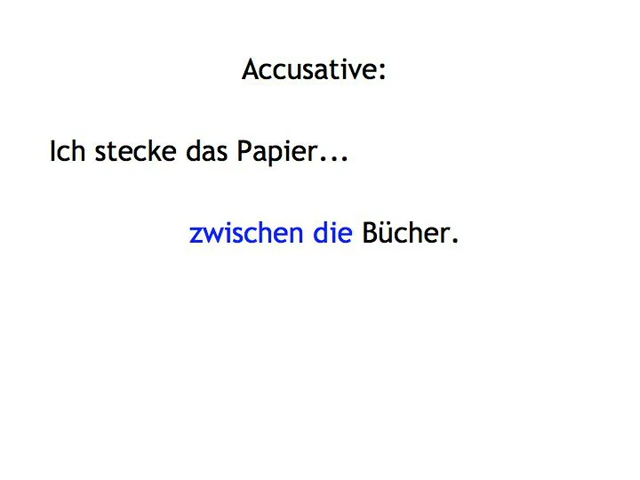 Accusative:
Ich stecke das Papier...
zwischen die Bücher.